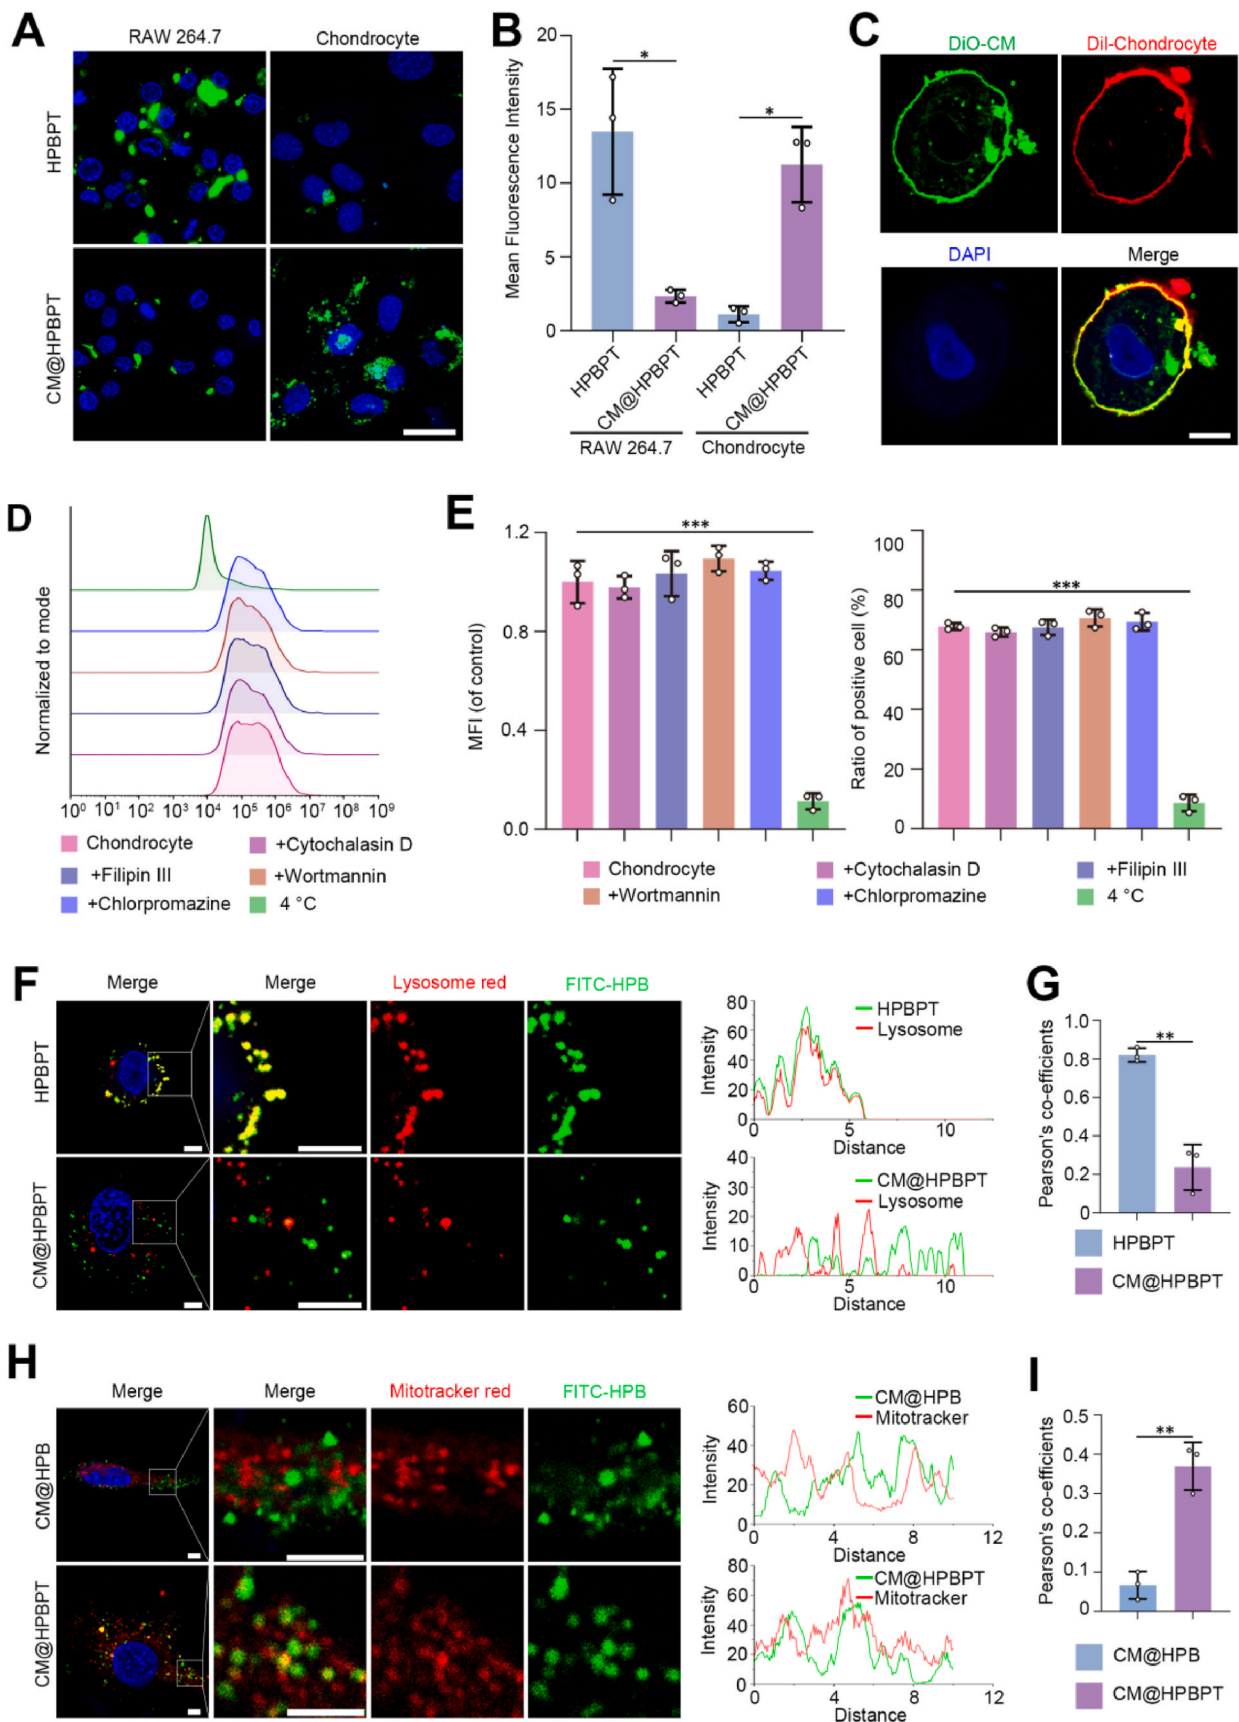 A
RAW 264.7
Chondrocyte
HPBPT
CM@HPBPT
B
Mean Fluorescence Intensity
20
15
10
5
0
*
*
HPBPT
CM@HPBPT
HPBPT
CM@HPBPT
RAW 264.7
Chondrocyte
C
DiO-CM
Dil-Chondrocyte
DAPI
Merge
D
Normalized to mode
10⁰ 10¹ 10² 10³ 10⁴ 10⁵ 10⁶ 10⁷ 10⁸ 10⁹
Chondrocyte
+Cytochalasin D
+Filipin III
+Wortmannin
+Chlorpromazine
4 °C
E
MFI (of control)
1.2
0.8
0.4
0.0
***
Ratio of positive cell (%)
100
80
60
40
20
0
***
Chondrocyte
+Cytochalasin D
+Filipin III
+Wortmannin
+Chlorpromazine
4 °C
F
Merge
Merge
Lysosome red
FITC-HPB
HPBPT
CM@HPBPT
Intensity
80
60
40
20
0
HPBPT
Lysosome
0 5 10
Distance
Intensity
40
30
20
10
0
CM@HPBPT
Lysosome
0 5 10
Distance
G
Pearson's co-efficients
1.0
0.8
0.6
0.4
0.2
0
**
HPBPT
CM@HPBPT
H
Merge
Merge
Mitotracker red
FITC-HPB
CM@HPB
CM@HPBPT
Intensity
60
40
20
0
CM@HPB
Mitotracker
0 4 8 12
Distance
Intensity
80
60
40
20
0
CM@HPBPT
Mitotracker
0 4 8 12
Distance
I
Pearson's co-efficients
0.5
0.4
0.3
0.2
0.1
0
**
CM@HPB
CM@HPBPT